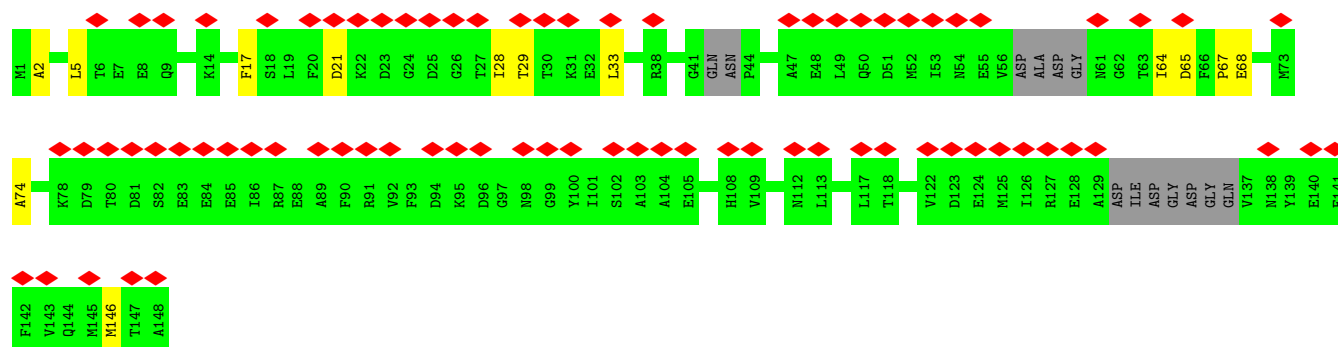 M1 A2 L5 T6 E7 E8 Q9 K14 F17 S18 L19 F20 D21 K22 D23 G24 D25 G26 T27 I28 T29 T30 K31 E32 L33 R38 G41 GLN ASN P44 A47 E48 L49 Q50 D51 M52 I53 N54 E55 V56 ASP ALA ASP GLY N61 G62 T63 I64 D65 F66 P67 E68 M73
A74 K78 D79 T80 D81 S82 E83 E84 E85 I86 R87 E88 A89 F90 R91 V92 F93 D94 K95 D96 G97 N98 G99 Y100 I101 S102 A103 A104 E105 H108 V109 N112 L113 L117 T118 V122 D123 E124 M125 I126 R127 E128 A129 ASP ILE ASP GLY ASP GLY GLN V137 N138 Y139 E140 E141
F142 V143 Q144 M145 M146 T147 A148